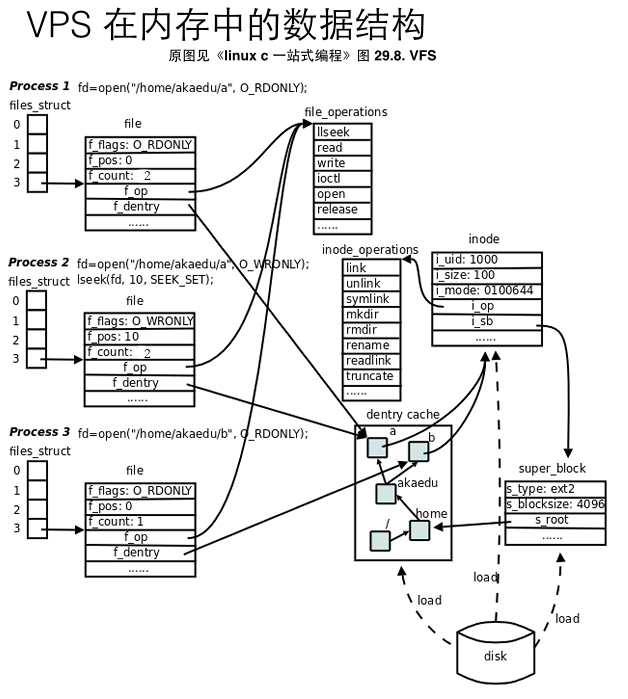 VPS 在内存中的数据结构
原图见《linux c 一站式编程》图 29.8. VFS
Process 1 fd=open("/home/akaedu/a", O_RDONLY);
files_struct
0
1
2
3
file
f_flags: O_RDONLY
f_pos: 0
f_count: 2
f_op
f_dentry
......
file_operations
llseek
read
write
ioctl
open
release
......
Process 2 fd=open("/home/akaedu/a", O_WRONLY);
lseek(fd, 10, SEEK_SET);
files_struct
0
1
2
3
file
f_flags: O_WRONLY
f_pos: 10
f_count: 2
f_op
f_dentry
......
inode_operations
link
unlink
symlink
mkdir
rmdir
rename
readlink
truncate
......
inode
i_uid: 1000
i_size: 100
i_mode: 0100644
i_op
i_sb
......
Process 3 fd=open("/home/akaedu/b", O_RDONLY);
files_struct
0
1
2
3
file
f_flags: O_RDONLY
f_pos: 0
f_count: 1
f_op
f_dentry
......
dentry cache
a
b
akaedu
home
/
super_block
s_type: ext2
s_blocksize: 4096
s_root
......
load
load
load
disk